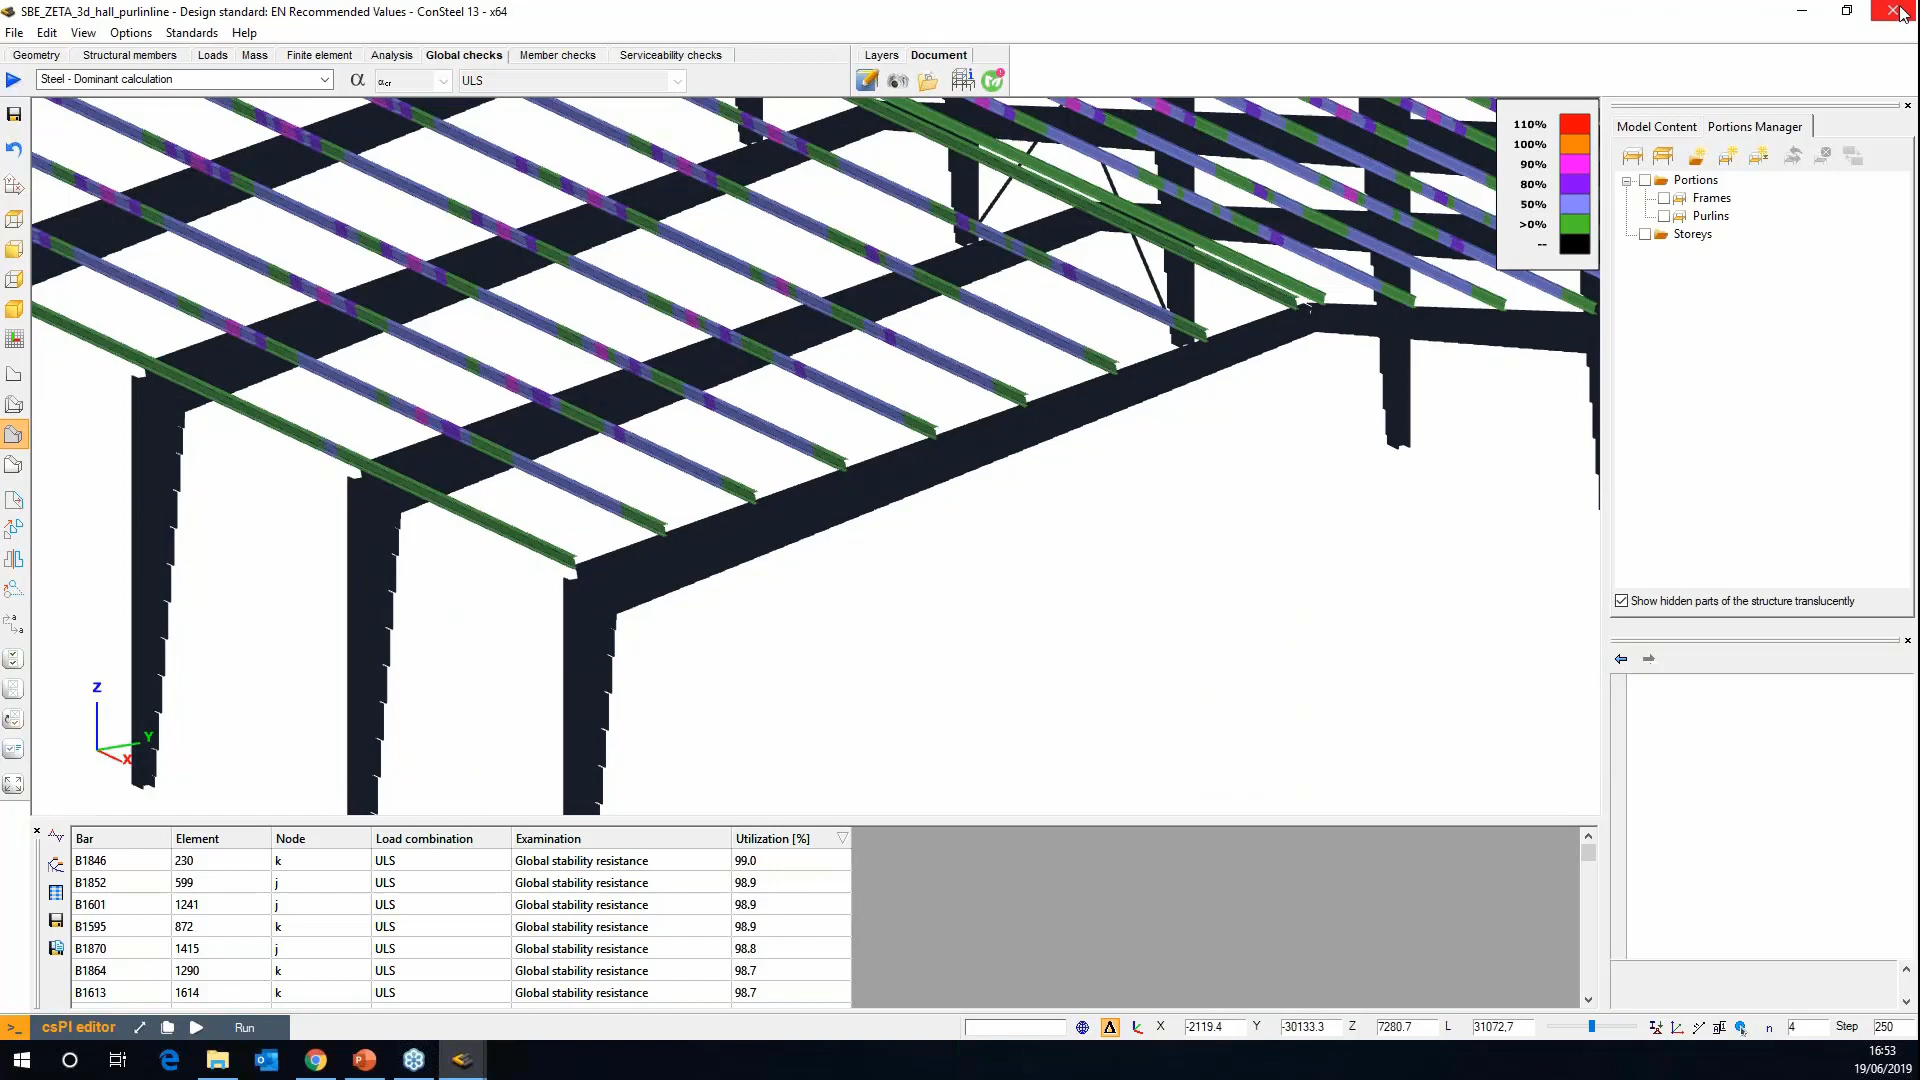 SBE_ZETA_3d_hall_purlinline - Design standard: EN Recommended Values - ConSteel 13 - x64
File Edit View Options Standards Help
Geometry Structural members Loads Mass Finite element Analysis Global checks Member checks Serviceability checks Layers Document
Steel - Dominant calculation α αcr ULS
110%
100%
90%
80%
50%
>0%
--
Model Content Portions Manager
Portions
Frames
Purlins
Storeys
Show hidden parts of the structure translucently
Z
Y
X
Bar Element Node Load combination Examination Utilization [%]
B1846 230 k ULS Global stability resistance 99.0
B1852 599 j ULS Global stability resistance 98.9
B1601 1241 j ULS Global stability resistance 98.9
B1595 872 k ULS Global stability resistance 98.9
B1870 1415 j ULS Global stability resistance 98.8
B1864 1290 k ULS Global stability resistance 98.7
B1613 1614 k ULS Global stability resistance 98.7
>_ csPI editor Run X -2119.4 Y -30133.3 Z 7280.7 L 31072,7 n 4 Step 250
16:53
19/06/2019